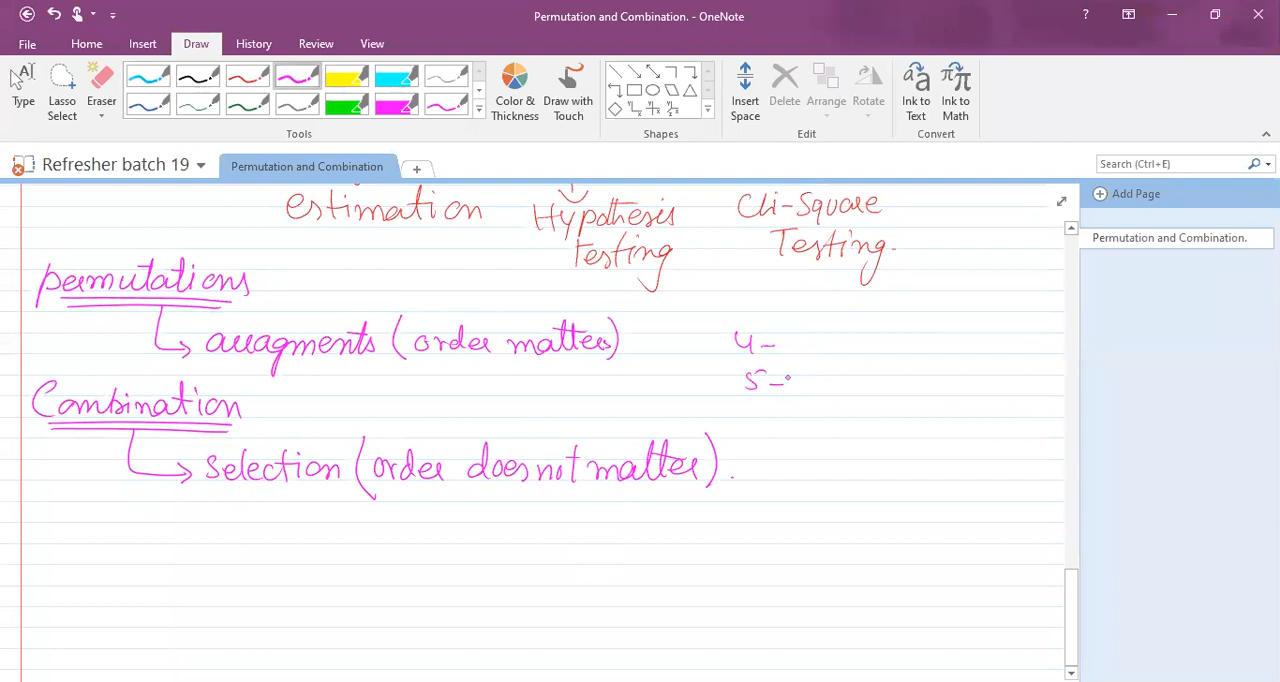 Permutation and Combination. - OneNote
?
File Home Insert Draw History Review View
Type Lasso Select Eraser Color & Thickness Draw with Touch Insert Space Delete Arrange Rotate Ink to Text Ink to Math
Tools Shapes Edit Convert
Refresher batch 19 Permutation and Combination Search (Ctrl+E)
Add Page
Permutation and Combination.
estimation Hypothesis Testing Chi-Square Testing.
permutations
arragments (order matters)
4 -
5 -
Combination
selection (order does not matter).